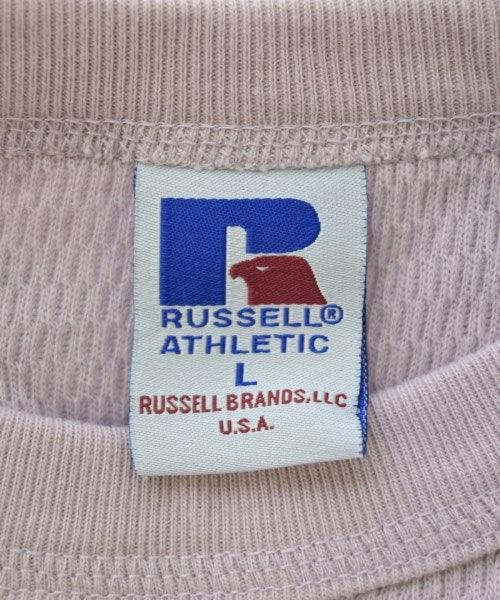 R
RUSSELL®
ATHLETIC
L
RUSSELL BRANDS, LLC
U.S.A.